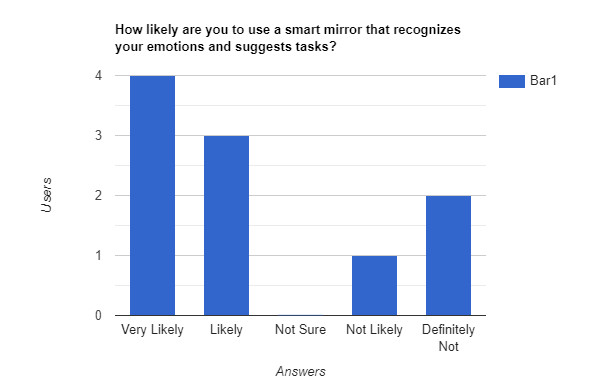 How likely are you to use a smart mirror that recognizes
your emotions and suggests tasks?
4
Bar1
3
Users
2
1
0
Very Likely
Likely
Not Sure
Not Likely
Definitely
Not
Answers